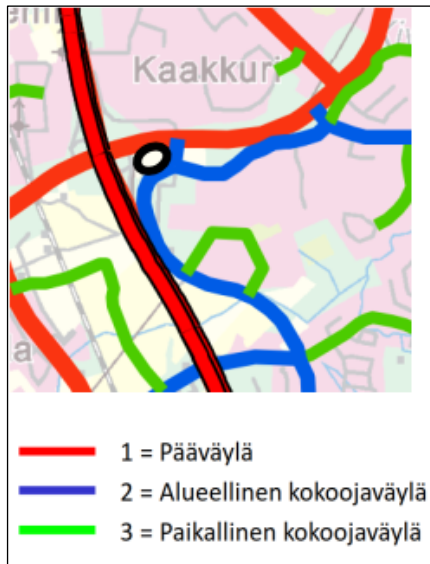 Kaakkuri
1 = Pääväylä
2 = Alueellinen kokoojaväylä
3 = Paikallinen kokoojaväylä